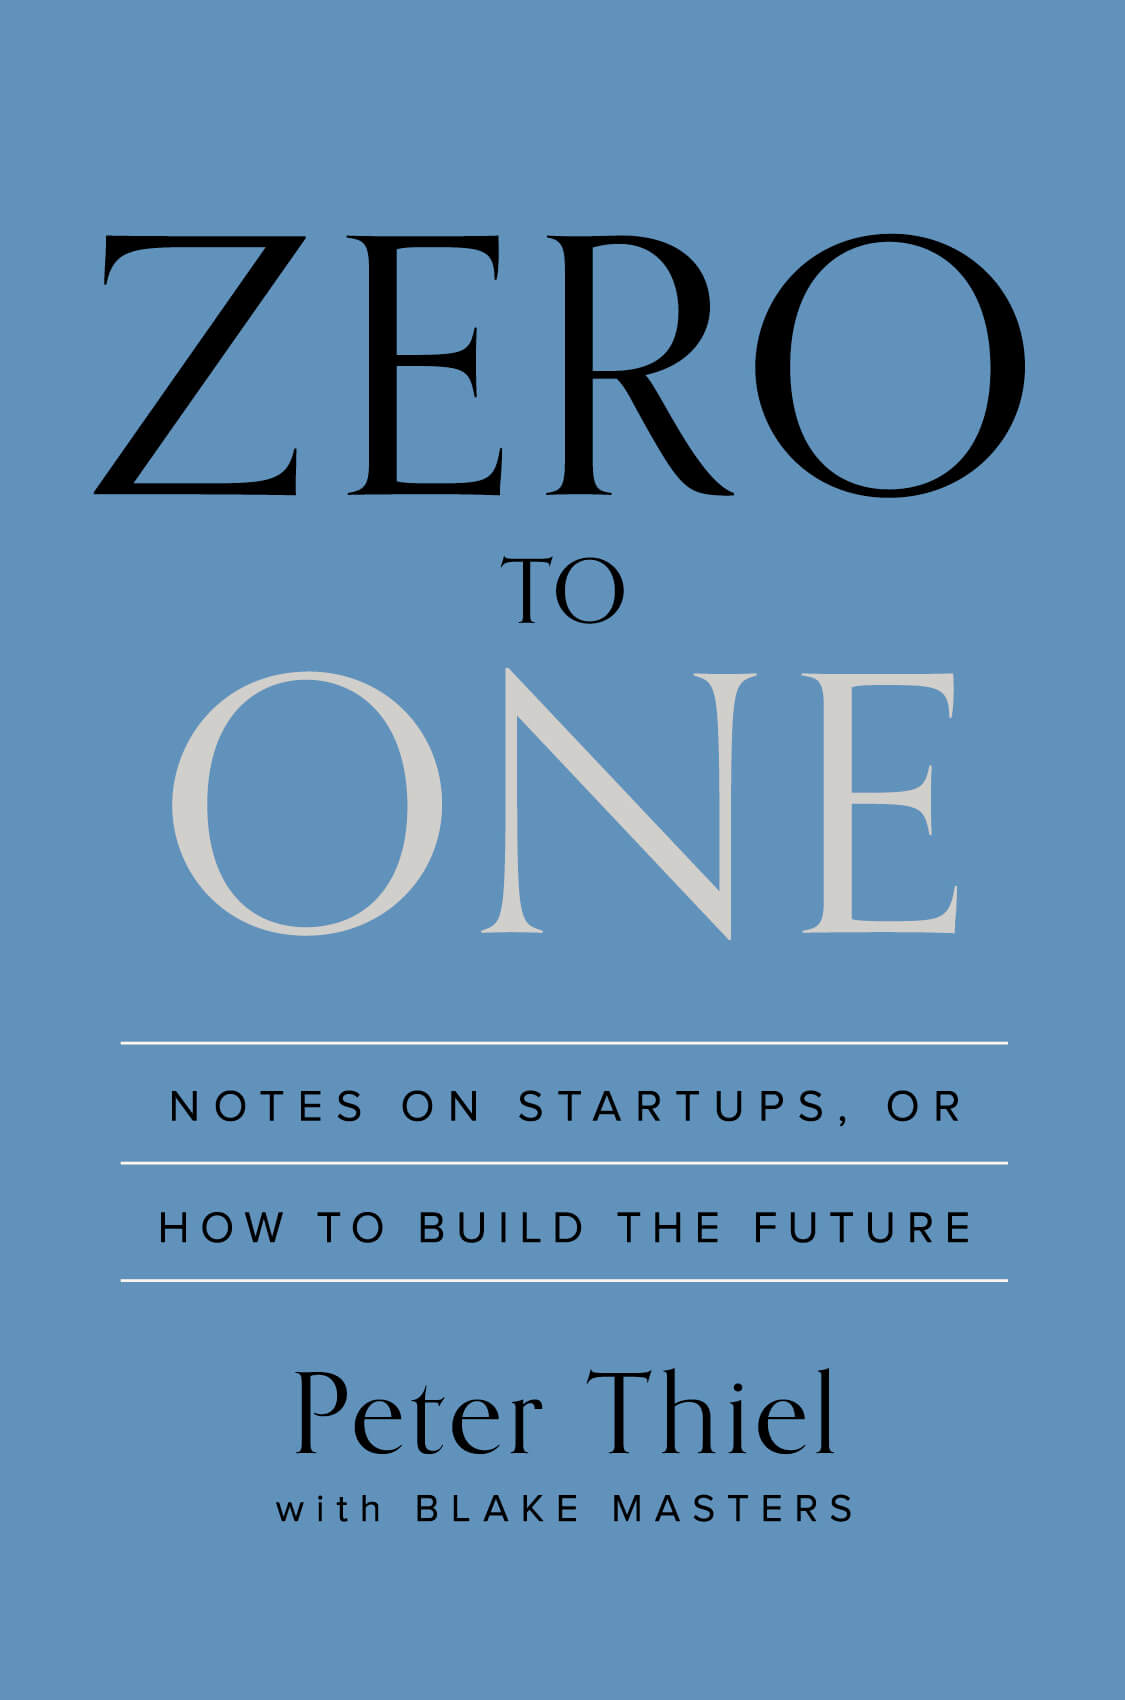 ZERO
TO
ONE
NOTES ON STARTUPS, OR
HOW TO BUILD THE FUTURE
Peter Thiel
with BLAKE MASTERS